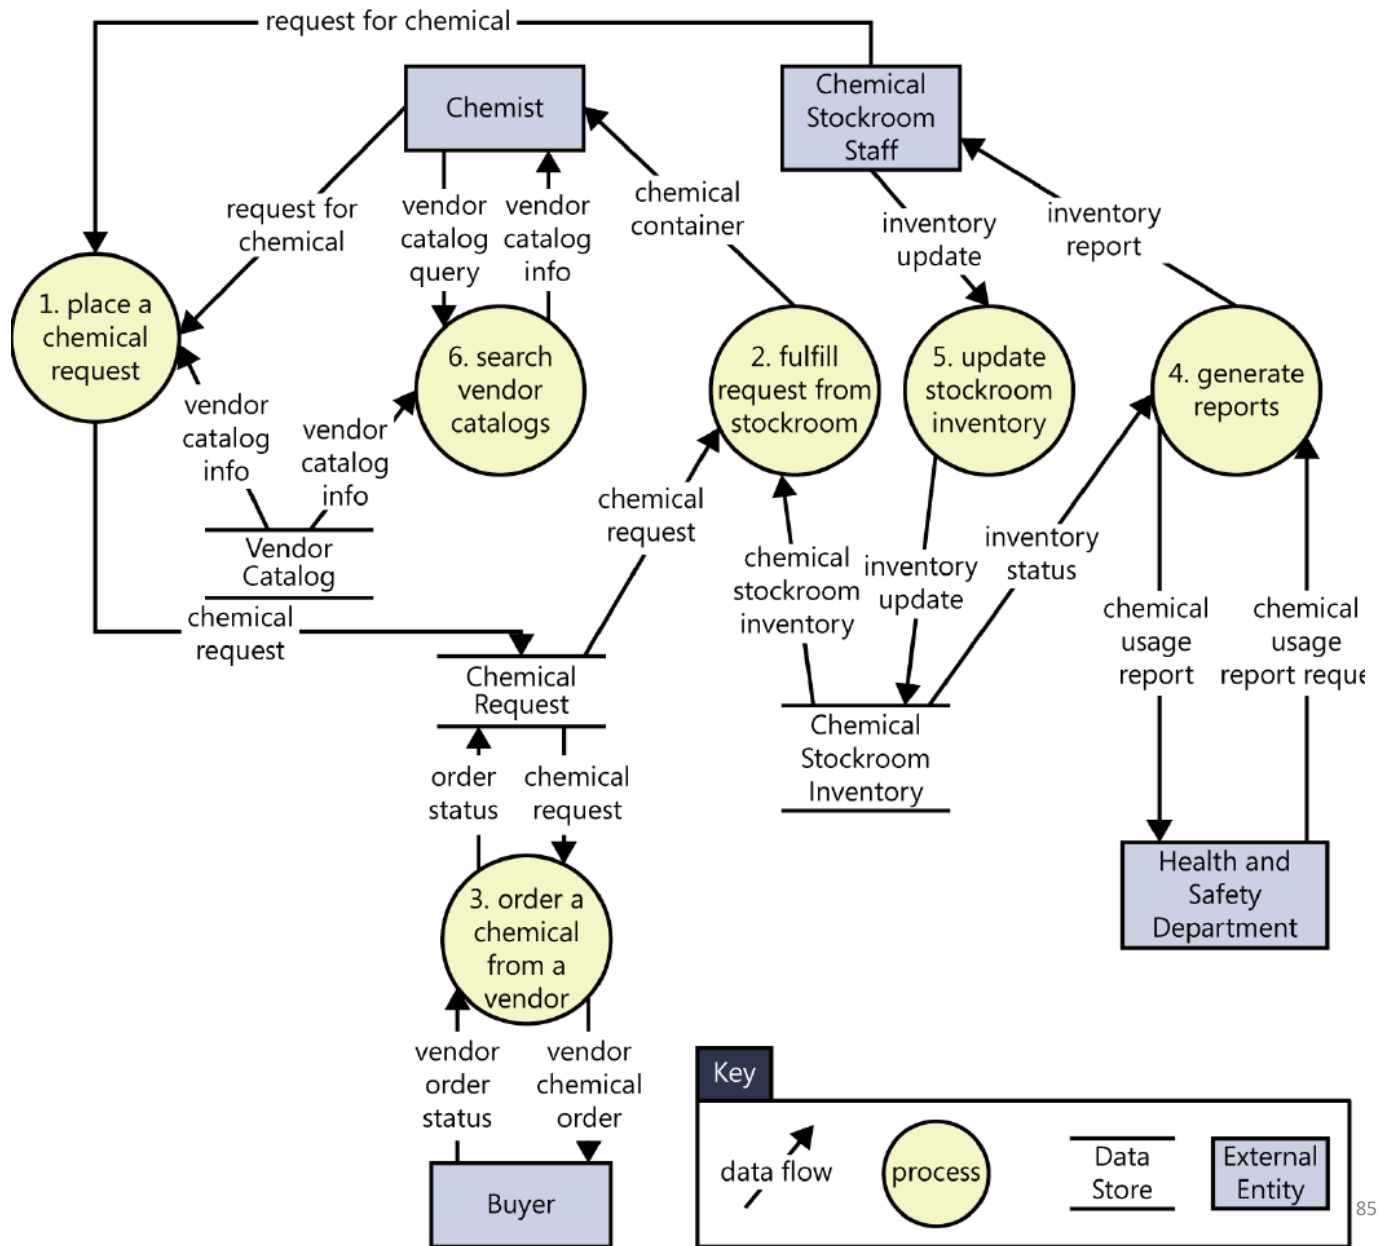 request for chemical
Chemist
Chemical
Stockroom
Staff
request for
chemical
vendor
catalog
query
vendor
catalog
info
chemical
container
inventory
update
inventory
report
1. place a
chemical
request
6. search
vendor
catalogs
2. fulfill
request from
stockroom
5. update
stockroom
inventory
4. generate
reports
vendor
catalog
info
vendor
catalog
info
Vendor
Catalog
chemical
request
chemical
request
chemical
stockroom
inventory
inventory
update
inventory
status
chemical
usage
report
chemical
usage
report reque
Chemical
Request
Chemical
Stockroom
Inventory
order
status
chemical
request
Health and
Safety
Department
3. order a
chemical
from a
vendor
vendor
order
status
vendor
chemical
order
Buyer
Key
data flow
process
Data
Store
External
Entity
85